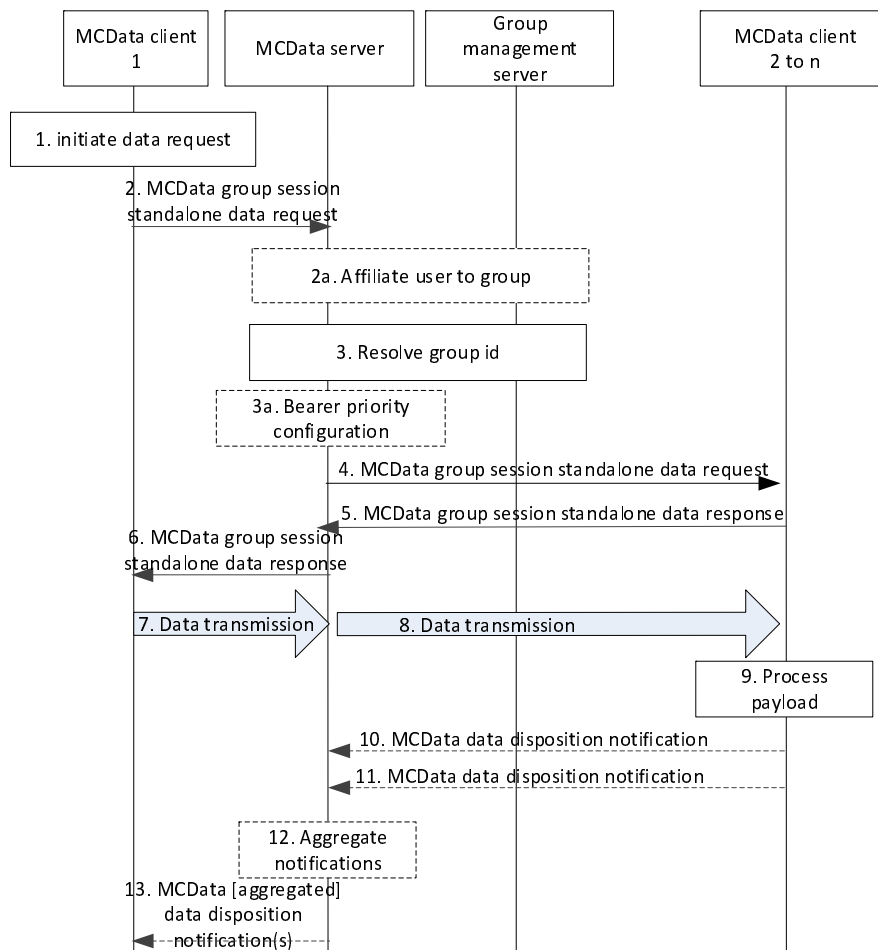 MCData client
1
MCData server
Group
management
server
MCData client
2 to n
1. initiate data request
2. MCData group session
standalone data request
2a. Affiliate user to group
3. Resolve group id
3a. Bearer priority
configuration
4. MCData group session standalone data request
5. MCData group session standalone data response
6. MCData group session
standalone data response
7. Data transmission
8. Data transmission
9. Process
payload
10. MCData data disposition notification
11. MCData data disposition notification
12. Aggregate
notifications
13. MCData [aggregated]
data disposition
notification(s)